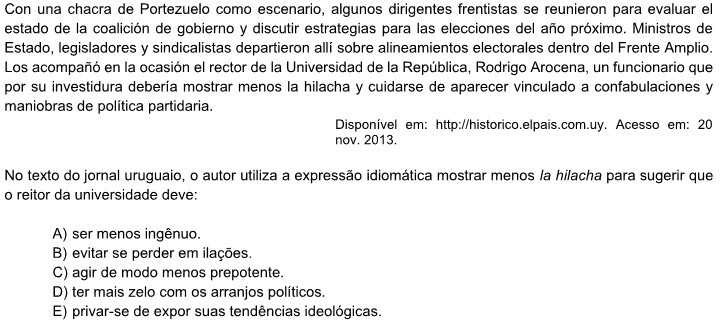 Con una chacra de Portezuelo como escenario, algunos dirigentes frentistas se reunieron para evaluar el
estado de la coalición de gobierno y discutir estrategias para las elecciones del año próximo. Ministros de
Estado, legisladores y sindicalistas departieron allí sobre alineamientos electorales dentro del Frente Amplio.
Los acompañó en la ocasión el rector de la Universidad de la República, Rodrigo Arocena, un funcionario que
por su investidura debería mostrar menos la hilacha y cuidarse de aparecer vinculado a confabulaciones y
maniobras de política partidaria.
Disponível em: http://historico.elpais.com.uy. Acesso em: 20
nov. 2013.
No texto do jornal uruguaio, o autor utiliza a expressão idiomática mostrar menos la hilacha para sugerir que
o reitor da universidade deve:
A) ser menos ingênuo.
B) evitar se perder em ilações.
C) agir de modo menos prepotente.
D) ter mais zelo com os arranjos políticos.
E) privar-se de expor suas tendências ideológicas.